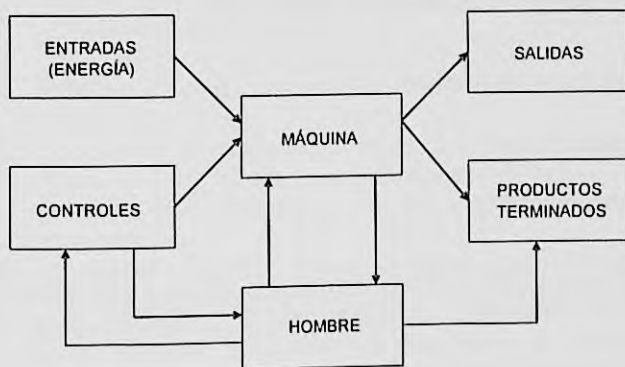 ENTRADAS
(ENERGÍA)
SALIDAS
MÁQUINA
CONTROLES
PRODUCTOS
TERMINADOS
HOMBRE